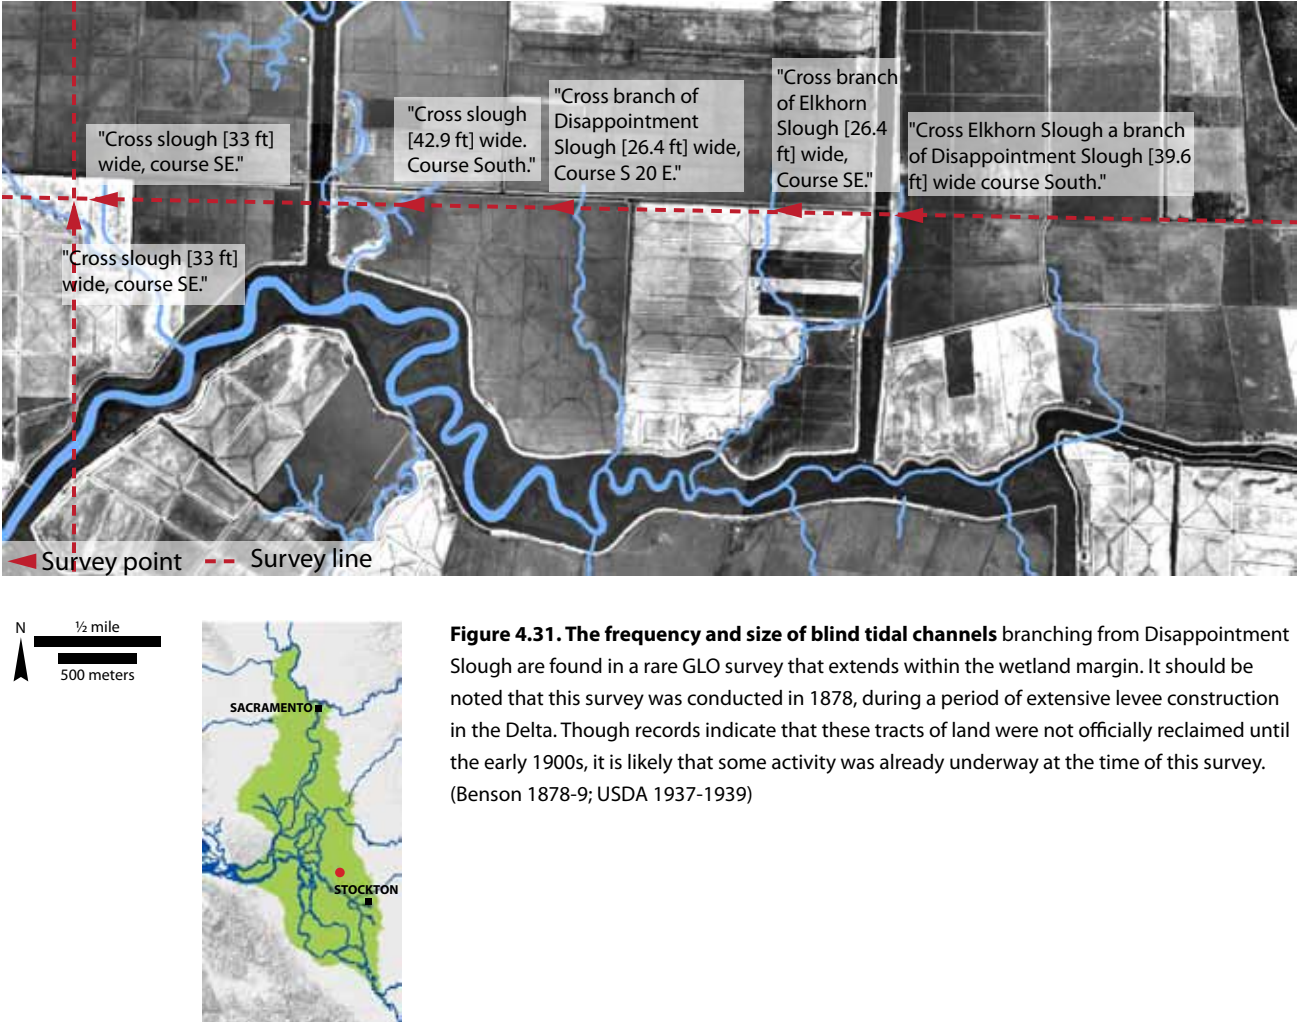 "Cross slough [33 ft]
wide, course SE."
"Cross slough
[42.9 ft] wide.
Course South."
"Cross branch of
Disappointment
Slough [26.4 ft] wide,
Course S 20 E."
"Cross branch
of Elkhorn
Slough [26.4
ft] wide,
Course SE."
"Cross Elkhorn Slough a branch
of Disappointment Slough [39.6
ft] wide course South."
"Cross slough [33 ft]
wide, course SE."
Survey point
Survey line
N
½ mile
500 meters
SACRAMENTO
STOCKTON
Figure 4.31. The frequency and size of blind tidal channels branching from Disappointment
Slough are found in a rare GLO survey that extends within the wetland margin. It should be
noted that this survey was conducted in 1878, during a period of extensive levee construction
in the Delta. Though records indicate that these tracts of land were not officially reclaimed until
the early 1900s, it is likely that some activity was already underway at the time of this survey.
(Benson 1878-9; USDA 1937-1939)